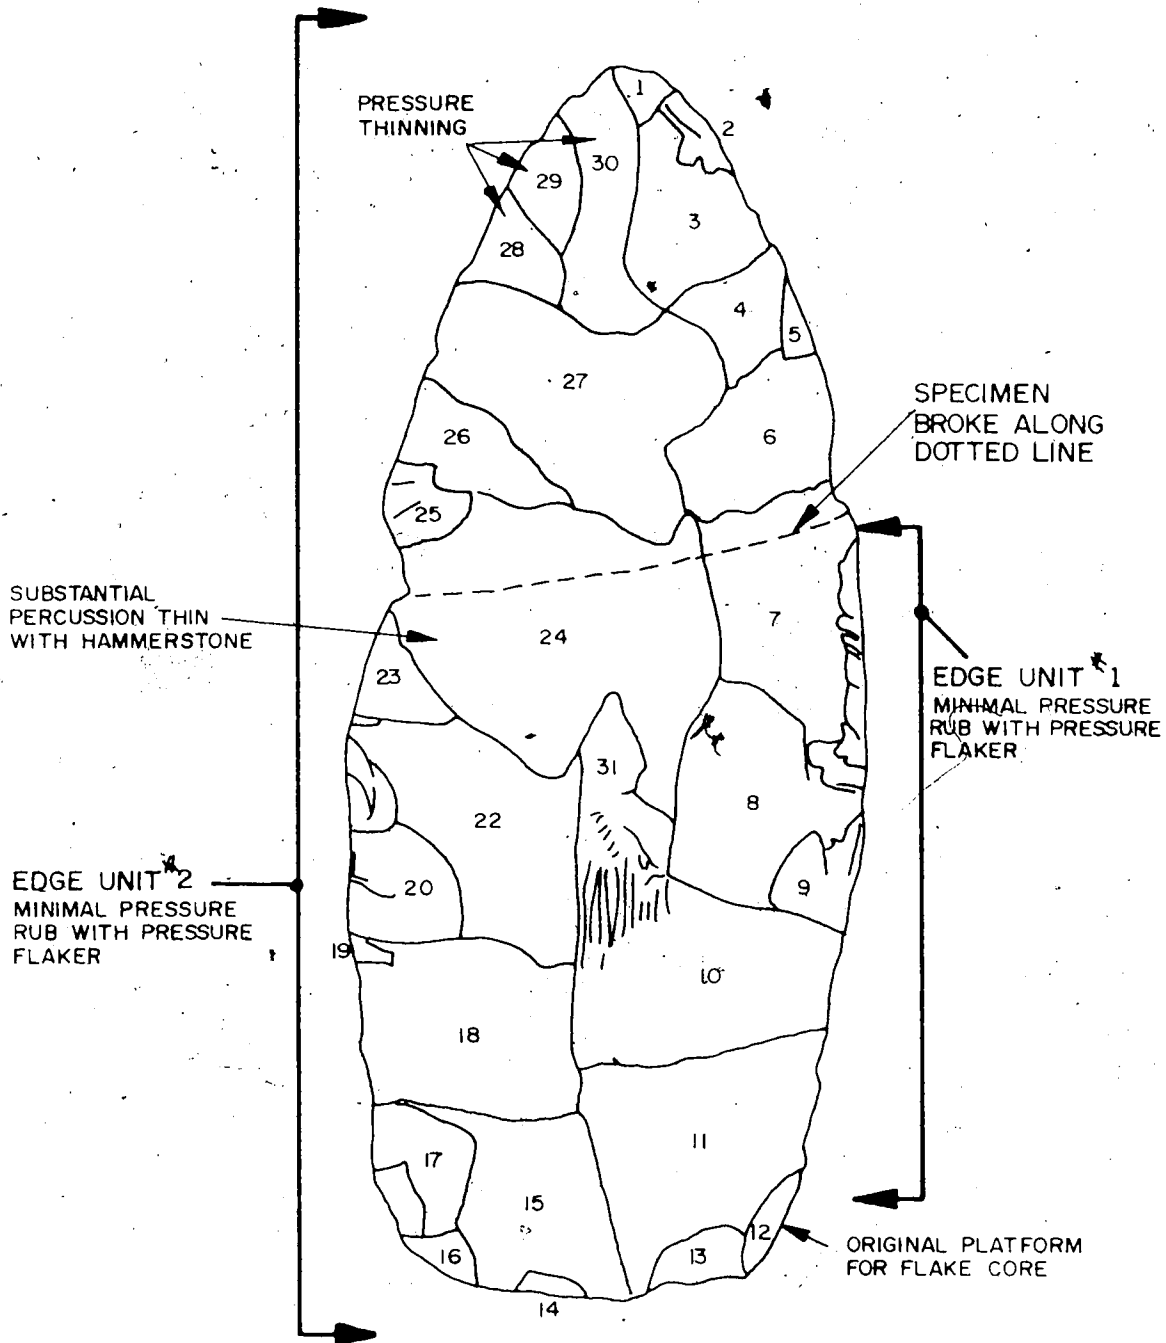 PRESSURE
THINNING
1
2
30
29
3
28
4
5
27
SPECIMEN
BROKE ALONG
DOTTED LINE
26
6
25
SUBSTANTIAL
PERCUSSION THIN
WITH HAMMERSTONE
24
7
23
EDGE UNIT #1
MINIMAL PRESSURE
RUB WITH PRESSURE
FLAKER
31
8
22
EDGE UNIT #2
MINIMAL PRESSURE
RUB WITH PRESSURE
FLAKER
20
9
19
10
18
11
17
15
12
16
13
14
ORIGINAL PLATFORM
FOR FLAKE CORE